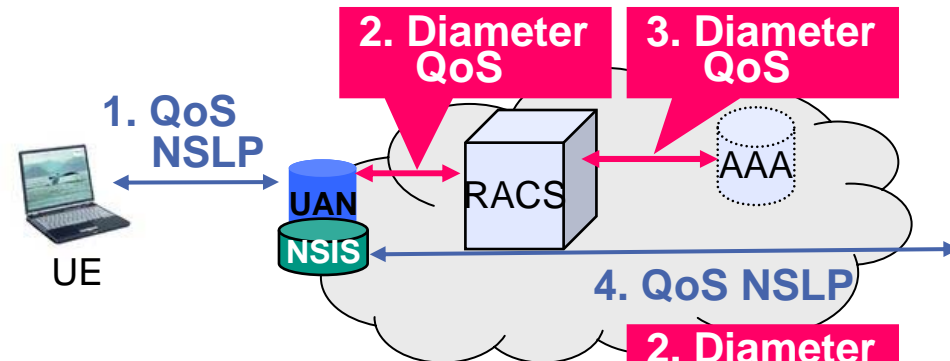 2. Diameter
QoS
3. Diameter
QoS
1. QoS
NSLP
UE
UAN
NSIS
RACS
AAA
4. QoS NSLP
2. Diameter